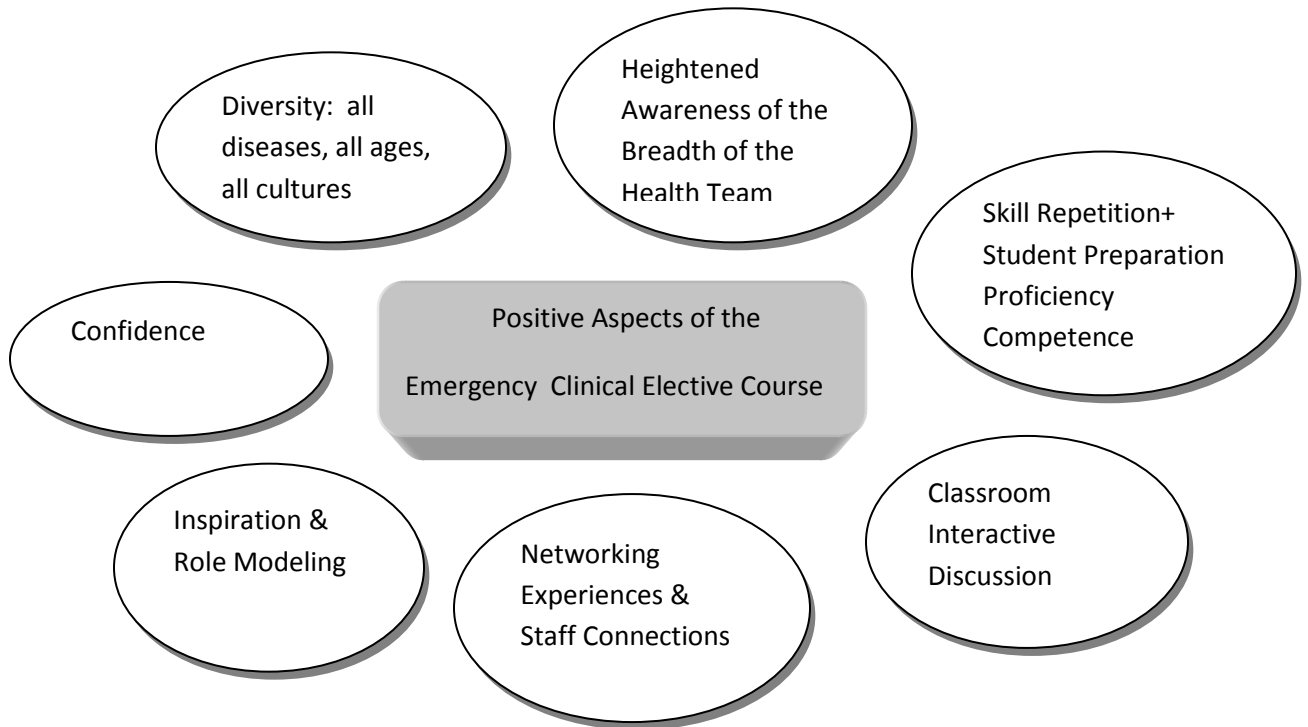 Diversity:  all
diseases, all ages,
all cultures
Heightened
Awareness of the
Breadth of the
Health Team
Skill Repetition+
Student Preparation
Proficiency
Competence
Confidence
Positive Aspects of the
Emergency  Clinical Elective Course
Inspiration &
Role Modeling
Networking
Experiences &
Staff Connections
Classroom
Interactive
Discussion